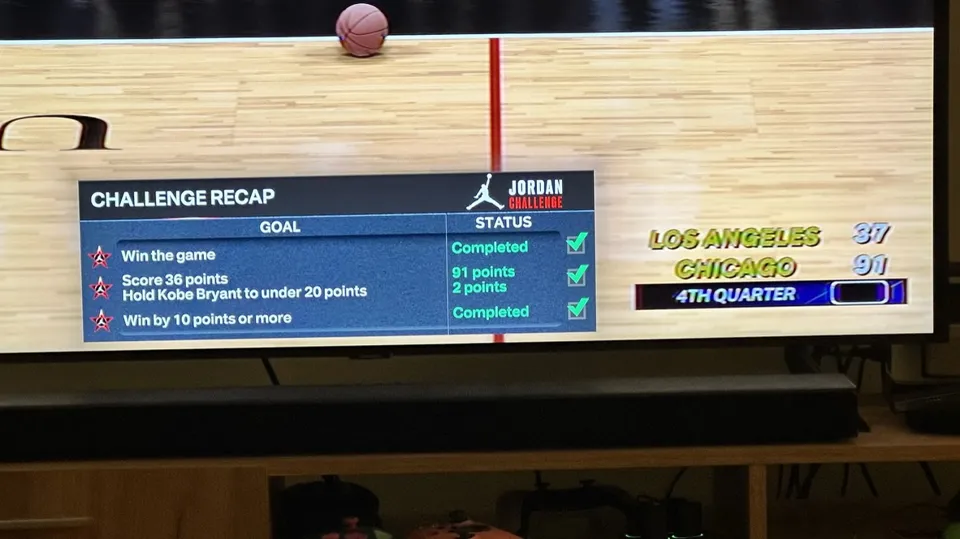 CHALLENGE RECAP
JORDAN
CHALLENGE
GOAL
STATUS
Win the game
Completed
Score 36 points
91 points
Hold Kobe Bryant to under 20 points
2 points
Win by 10 points or more
Completed
LOS ANGELES 37
CHICAGO 91
4TH QUARTER